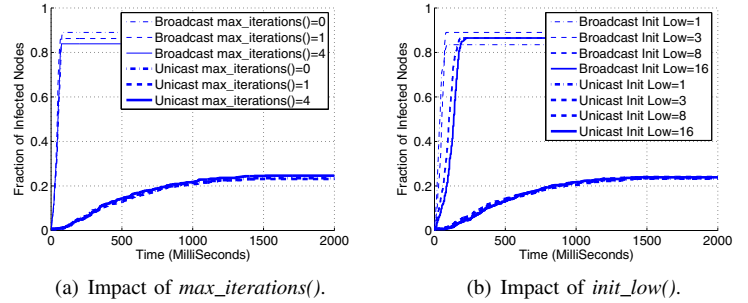 1
0.8
0.6
0.4
0.2
0
Fraction of Infected Nodes
Broadcast max_iterations()=0
Broadcast max_iterations()=1
Broadcast max_iterations()=4
Unicast max_iterations()=0
Unicast max_iterations()=1
Unicast max_iterations()=4
0 500 1000 1500 2000
Time (MilliSeconds)
(a) Impact of max_iterations().
1
0.8
0.6
0.4
0.2
0
Fraction of Infected Nodes
Broadcast Init Low=1
Broadcast Init Low=3
Broadcast Init Low=8
Broadcast Init Low=16
Unicast Init Low=1
Unicast Init Low=3
Unicast Init Low=8
Unicast Init Low=16
0 500 1000 1500 2000
Time (MilliSeconds)
(b) Impact of init_low().